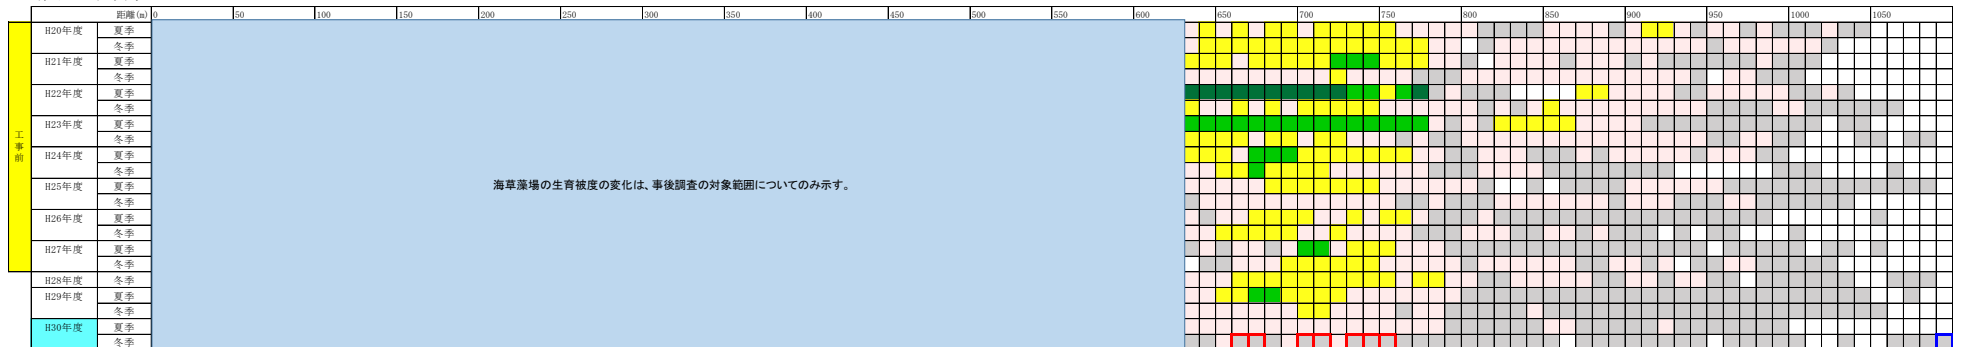 距離(m) 0 50 100 150 200 250 300 350 400 450 500 550 600 650 700 750 800 850 900 950 1000 1050
工事前
H20年度 夏季
冬季
H21年度 夏季
冬季
H22年度 夏季
冬季
H23年度 夏季
冬季
H24年度 夏季
冬季
H25年度 夏季
海草藻場の生育被度の変化は、事後調査の対象範囲についてのみ示す。
冬季
H26年度 夏季
冬季
H27年度 夏季
冬季
H28年度 冬季
H29年度 夏季
冬季
H30年度 夏季
冬季